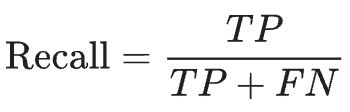 Recall = TP / TP + FN